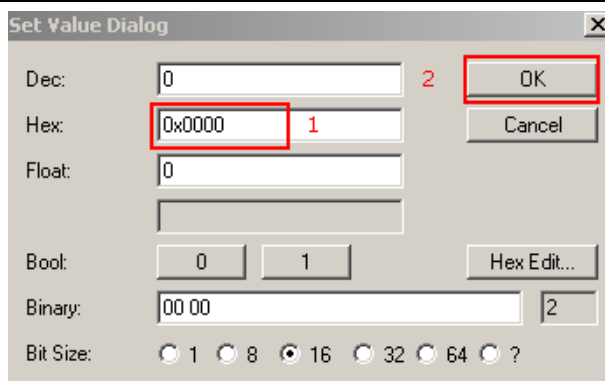 Set Value Dialog
Dec: 0 2 OK
Hex: 0x0000 1 Cancel
Float: 0
Bool: 0 1 Hex Edit...
Binary: 00 00 2
Bit Size: 1 8 16 32 64 ?